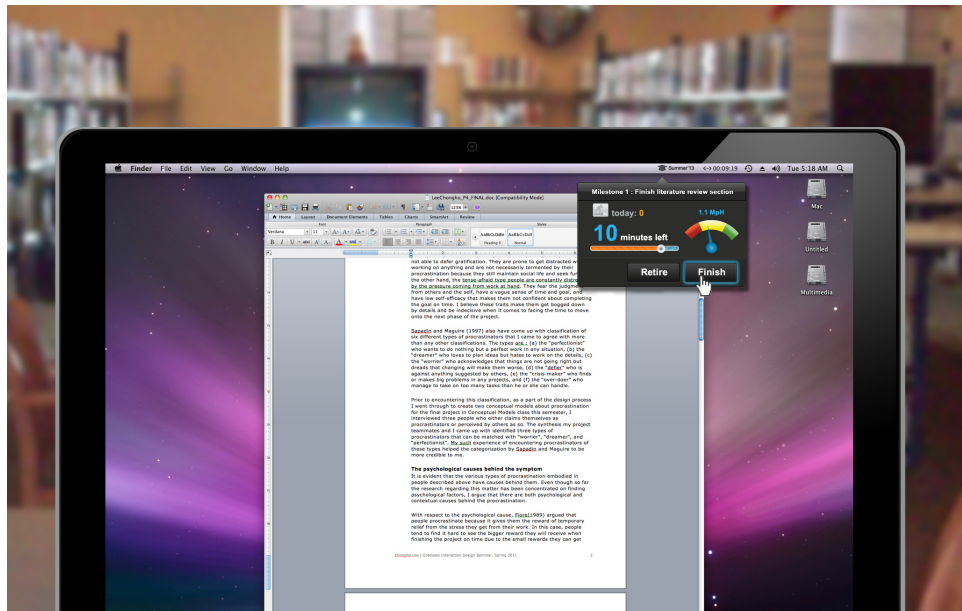 Finder File Edit View Go Window Help
Summer'13 <··> 00:09:19 Tue 5:18 AM
Milestone 1 : Finish literature review section
today: 0
1.1 MpH
10 minutes left
Retire Finish
Mac
Untitled
Multimedia
LeeChongho_P4_FINAL.doc [Compatibility Mode]
125%
Home Layout Document Elements Tables Charts SmartArt Review
Font Paragraph Styles
Verdana 11
AaBbCcDdEe AaBbCcDdE
Heading 5 Normal
not able to defer gratification. They are prone to get distracted
working on anything and are not necessarily tormented by their
procrastination because they still maintain social life and seek
the other hand, the tense-afraid type people are constantly
by the pressure coming from work at hand. They fear the
from others and the self, have a vague sense of time and goal, and
have low self-efficacy that makes them not confident about completing
the goal on time. I believe these traits make them get bogged down
by details and be indecisive when it comes to facing the time to move
onto the next phase of the project.
Sapadin and Maguire (1997) also have come up with classification of
six different types of procrastinators that I came to agree with more
than any other classifications. The types are : (a) the "perfectionist"
who wants to do nothing but a perfect work in any situation, (b) the
"dreamer" who loves to plan ideas but hates to work on the details, (c)
the "worrier" who acknowledges that things are not going right but
dreads that changing will make them worse, (d) the "defier" who is
against anything suggested by others, (e) the "crisis-maker" who finds
or makes big problems in any projects, and (f) the "over-doer" who
manage to take on too many tasks than he or she can handle.
Prior to encountering this classification, as a part of the design process
I went through to create two conceptual models about procrastination
for the final project in Conceptual Models class this semester, I
interviewed three people who either claims themselves as
procrastinators or perceived by others as so. The synthesis my project
teammates and I came up with identified three types of
procrastinators that can be matched with "worrier", "dreamer", and
"perfectionist". My such experience of encountering procrastinators of
these types helped the categorization by Sapadin and Maguire to be
more credible to me.
The psychological causes behind the symptom
It is evident that the various types of procrastination embodied in
people described above have causes behind them. Even though so far
the research regarding this matter has been concentrated on finding
psychological factors, I argue that there are both psychological and
contextual causes behind the procrastination.
With respect to the psychological cause, Fiore(1989) argued that
people procrastinate because it gives them the reward of temporary
relief from the stress they get from their work. In this case, people
tend to find it hard to see the bigger reward they will receive when
finishing the project on time due to the small rewards they can get
Chongho Lee | Graduate Interaction Design Seminar, Spring 2011 2